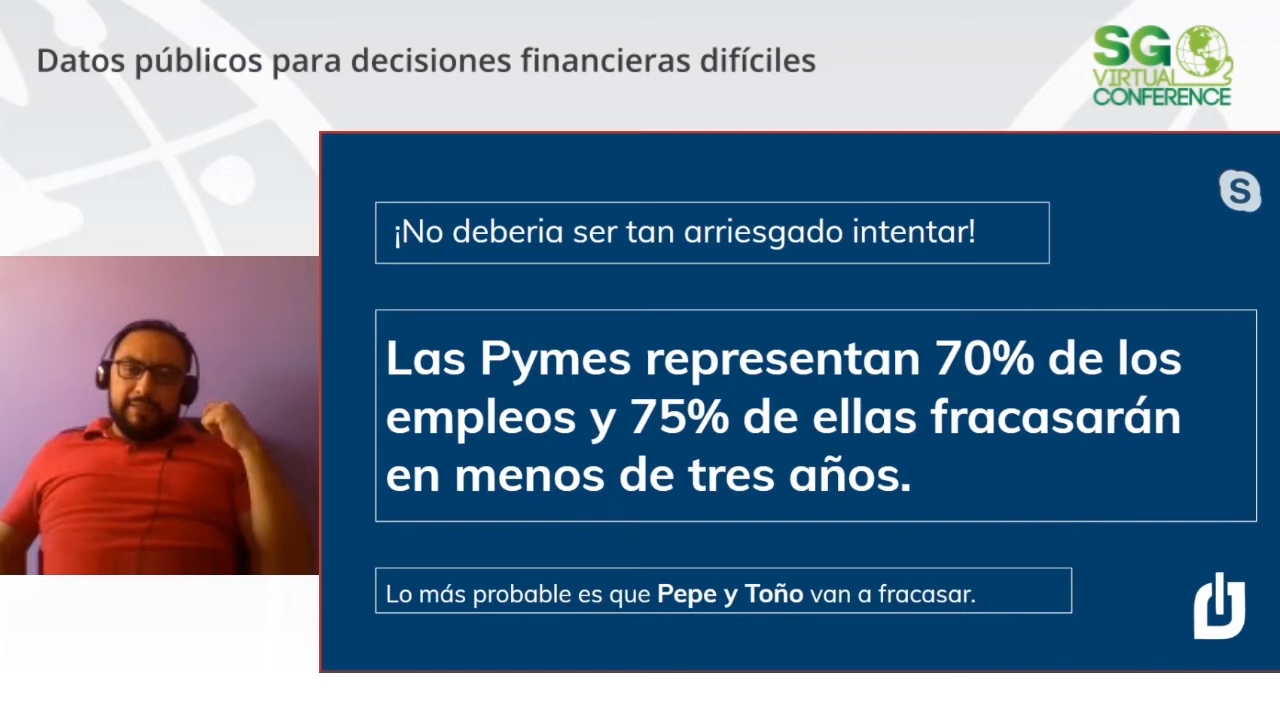 Datos públicos para decisiones financieras difíciles
SG
VIRTUAL
CONFERENCE
S
¡No deberia ser tan arriesgado intentar!
Las Pymes representan 70% de los
empleos y 75% de ellas fracasarán
en menos de tres años.
Lo más probable es que Pepe y Toño van a fracasar.